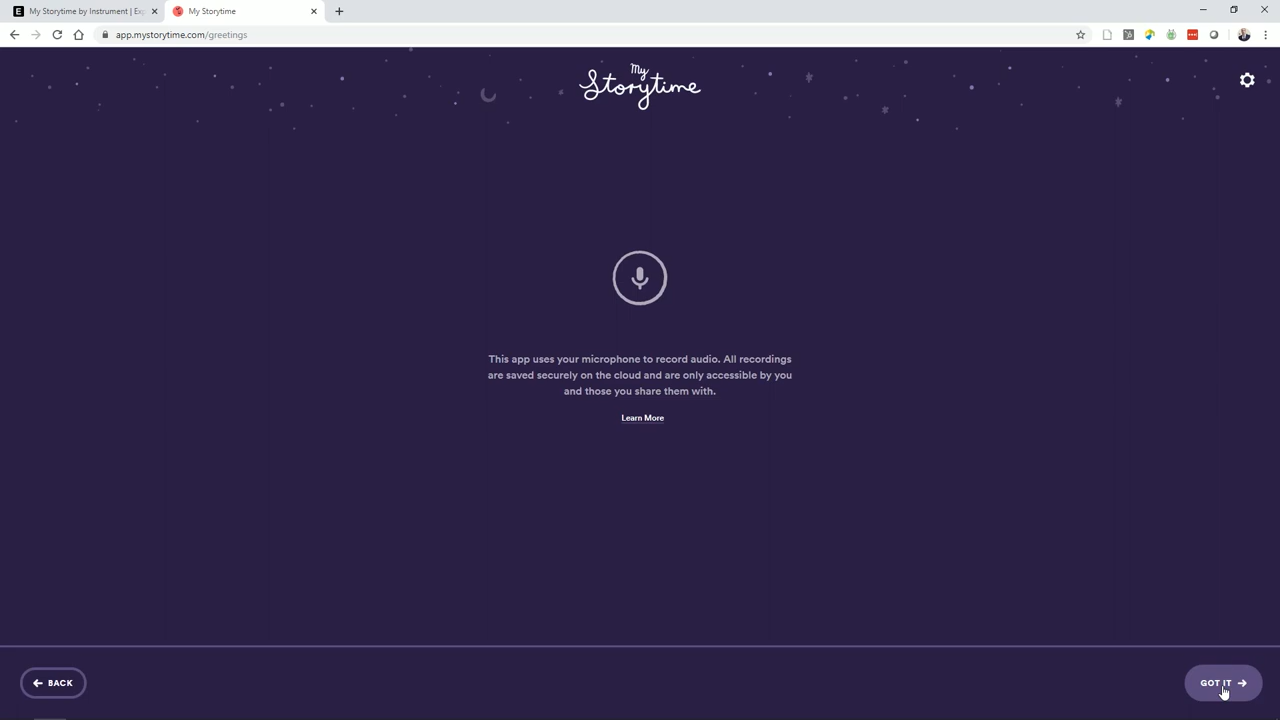 My Storytime by Instrument | Exp
My Storytime
app.mystorytime.com/greetings
My
Storytime
This app uses your microphone to record audio. All recordings
are saved securely on the cloud and are only accessible by you
and those you share them with.
Learn More
BACK
GOT IT